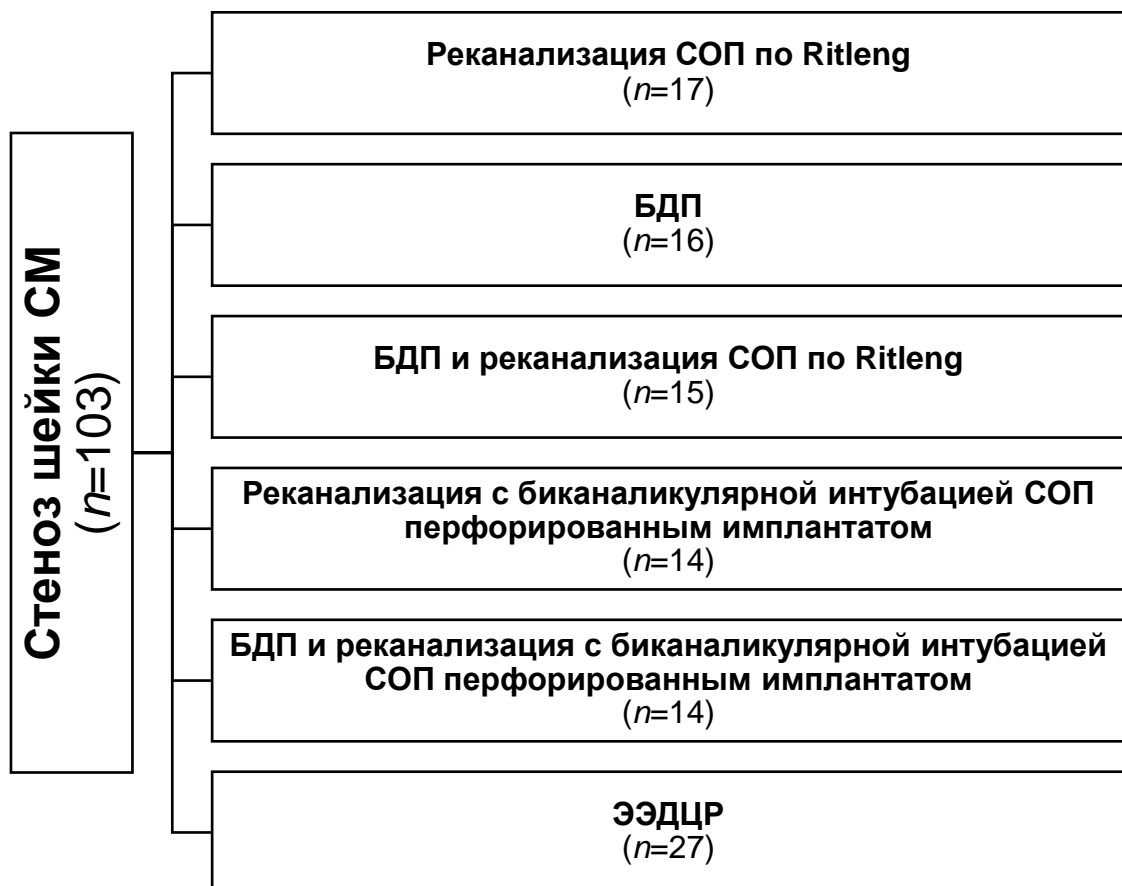 Стеноз шейки СМ
(n=103)
Реканализация СОП по Ritleng
(n=17)
БДП
(n=16)
БДП и реканализация СОП по Ritleng
(n=15)
Реканализация с биканаликулярной интубацией СОП
перфорированным имплантатом
(n=14)
БДП и реканализация с биканаликулярной интубацией
СОП перфорированным имплантатом
(n=14)
ЭЭДЦР
(n=27)